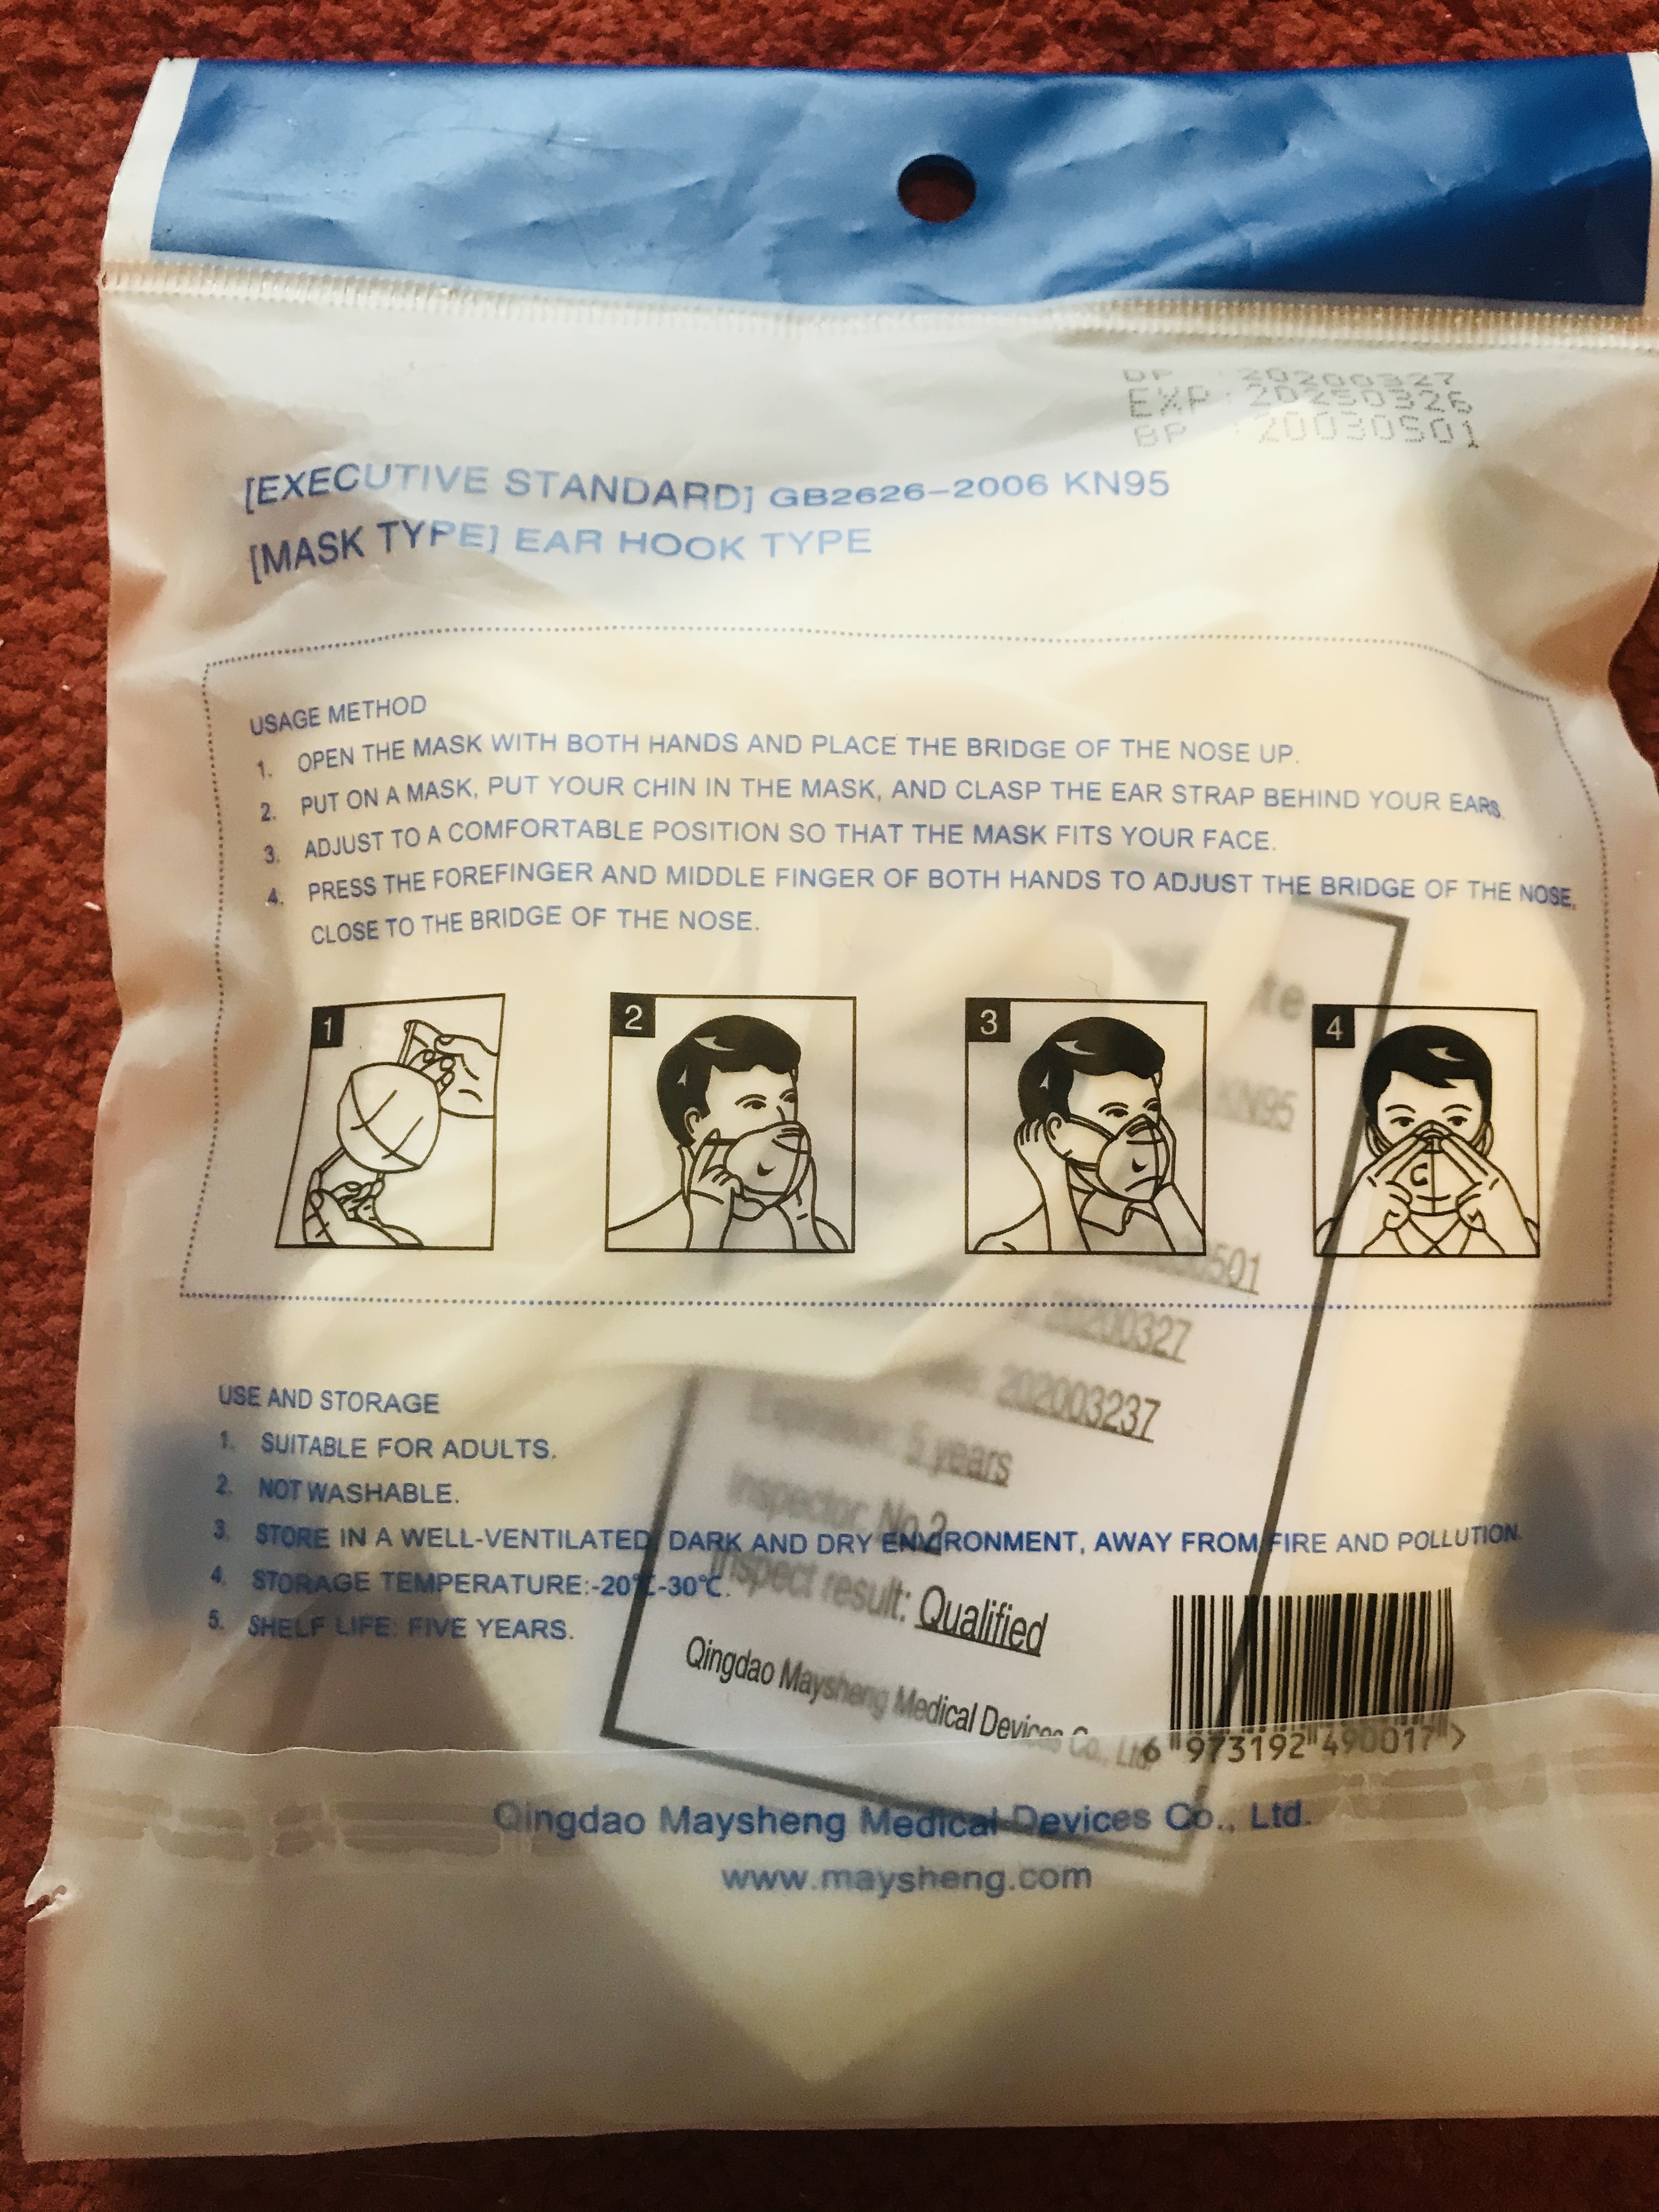 DP : 20200327
EXP : 20250326
BP : 20030501
[EXECUTIVE STANDARD] GB2626-2006 KN95
[MASK TYPE] EAR HOOK TYPE
USAGE METHOD
1. OPEN THE MASK WITH BOTH HANDS AND PLACE THE BRIDGE OF THE NOSE UP.
2. PUT ON A MASK, PUT YOUR CHIN IN THE MASK, AND CLASP THE EAR STRAP BEHIND YOUR EARS.
3. ADJUST TO A COMFORTABLE POSITION SO THAT THE MASK FITS YOUR FACE.
4. PRESS THE FOREFINGER AND MIDDLE FINGER OF BOTH HANDS TO ADJUST THE BRIDGE OF THE NOSE,
CLOSE TO THE BRIDGE OF THE NOSE.
1 2 3 4
KN95
20200327
202003237
5 years
Inspector: No.2
Inspect result: Qualified
Qingdao Maysheng Medical Devices Co., Ltd.
USE AND STORAGE
1. SUITABLE FOR ADULTS.
2. NOT WASHABLE.
3. STORE IN A WELL-VENTILATED, DARK AND DRY ENVIRONMENT, AWAY FROM FIRE AND POLLUTION.
4. STORAGE TEMPERATURE:-20℃-30℃.
5. SHELF LIFE: FIVE YEARS.
6 973192 490017 >
Qingdao Maysheng Medical Devices Co., Ltd.
www.maysheng.com